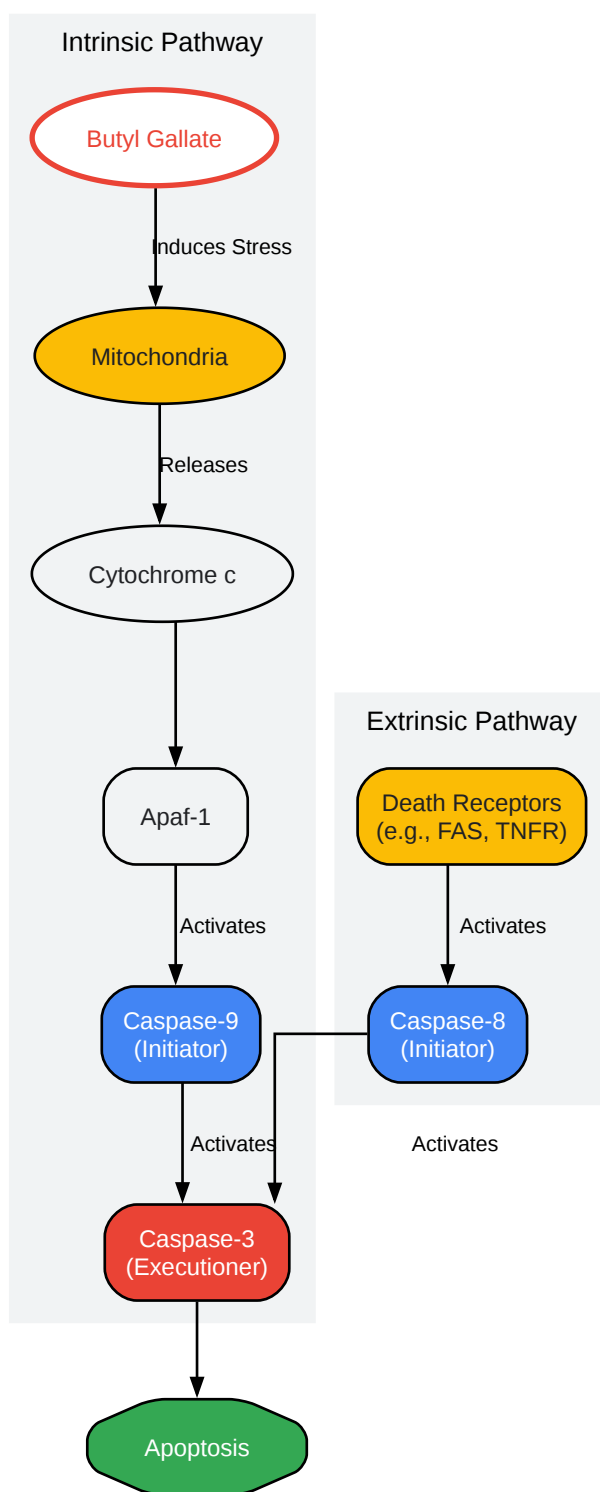 Intrinsic Pathway
Butyl Gallate
Induces Stress
Mitochondria
Releases
Cytochrome c
Extrinsic Pathway
Apaf-1
Death Receptors
(e.g., FAS, TNFR)
Activates
Activates
Caspase-9
(Initiator)
Caspase-8
(Initiator)
Activates
Activates
Caspase-3
(Executioner)
Apoptosis